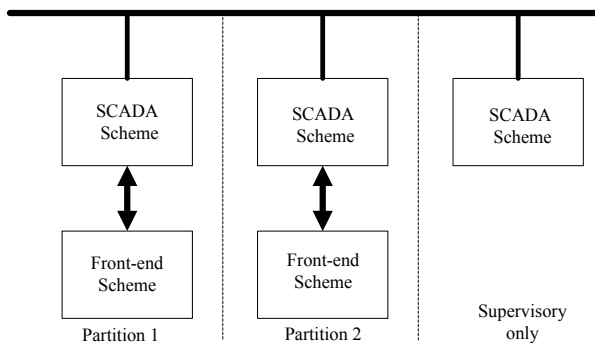 SCADA
Scheme
SCADA
Scheme
SCADA
Scheme
Front-end
Scheme
Front-end
Scheme
Partition 1
Partition 2
Supervisory
only